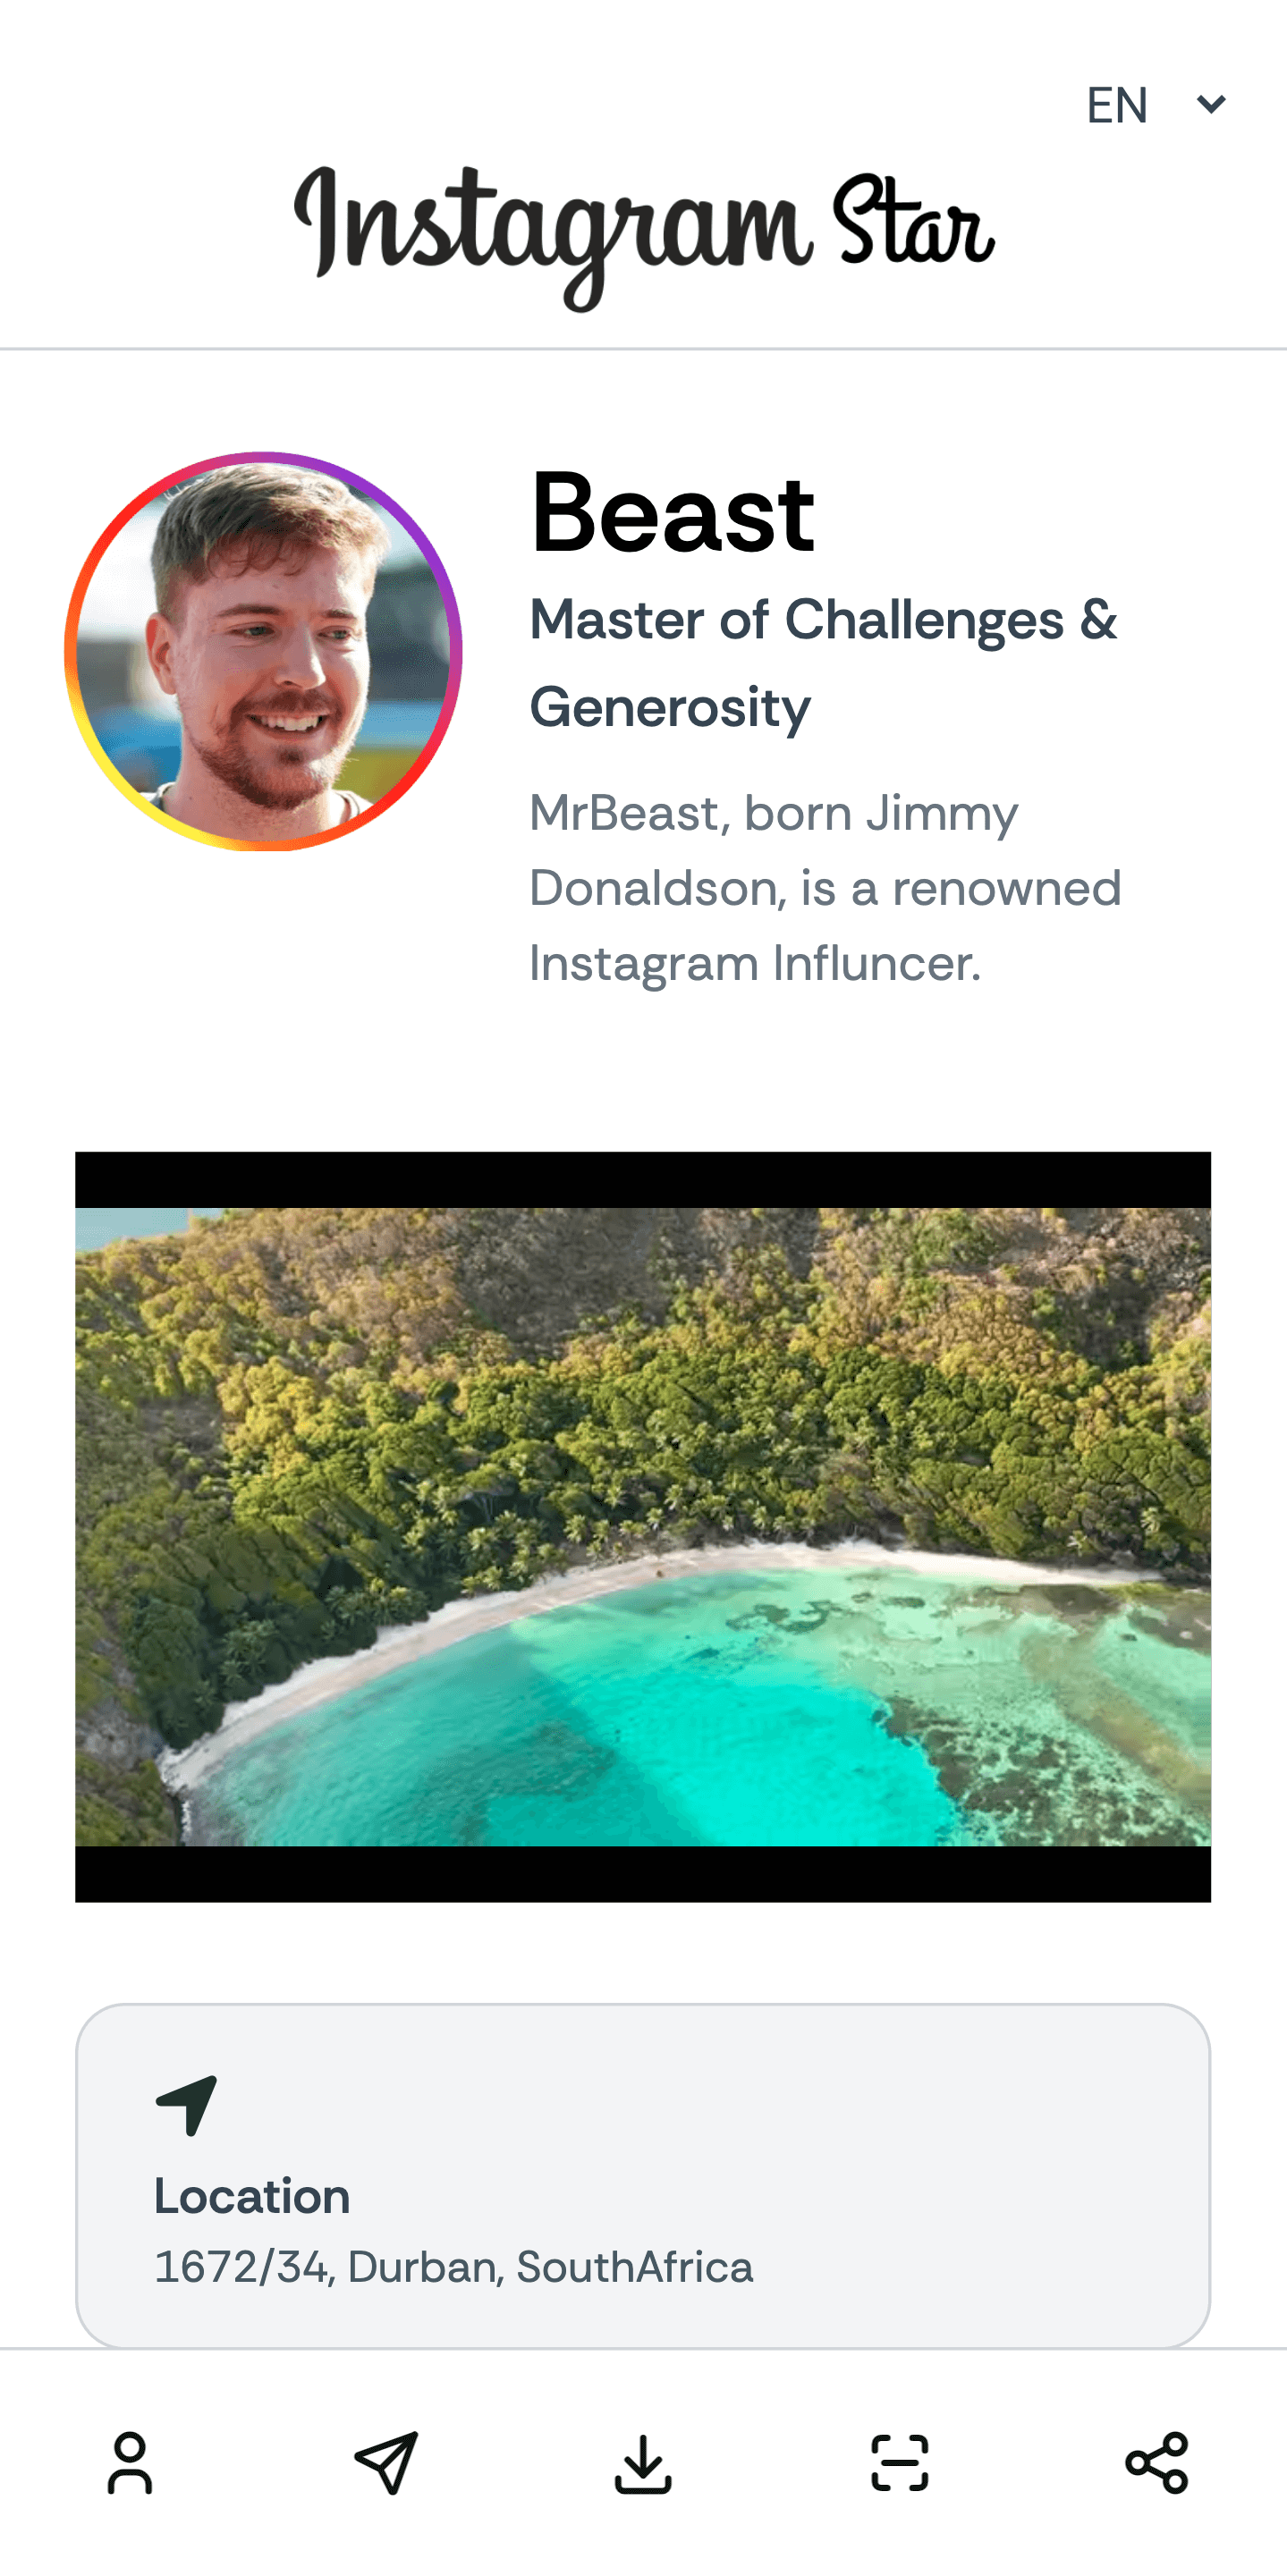 EN
Instagram Star
Beast
Master of Challenges &
Generosity
MrBeast, born Jimmy
Donaldson, is a renowned
Instagram Influncer.
Location
1672/34, Durban, SouthAfrica